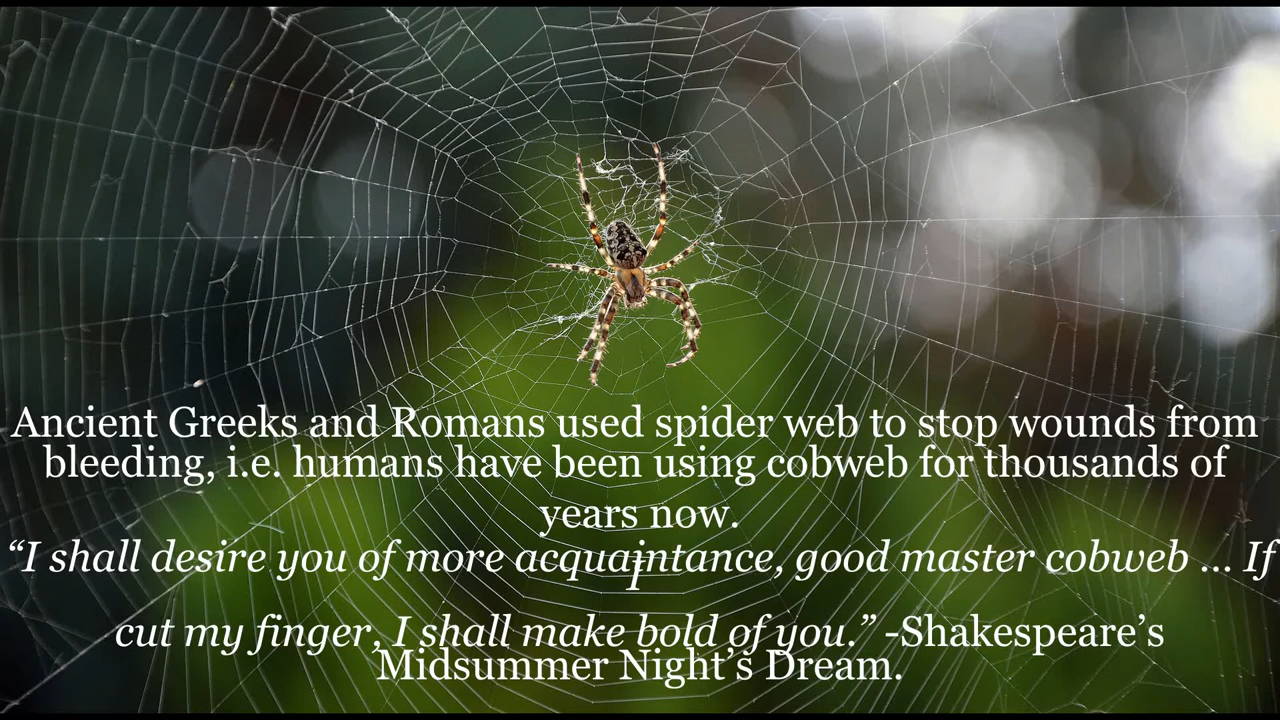 Ancient Greeks and Romans used spider web to stop wounds from
bleeding, i.e. humans have been using cobweb for thousands of
years now.
“I shall desire you of more acquaintance, good master cobweb ... If
I
cut my finger, I shall make bold of you.” -Shakespeare’s
Midsummer Night’s Dream.